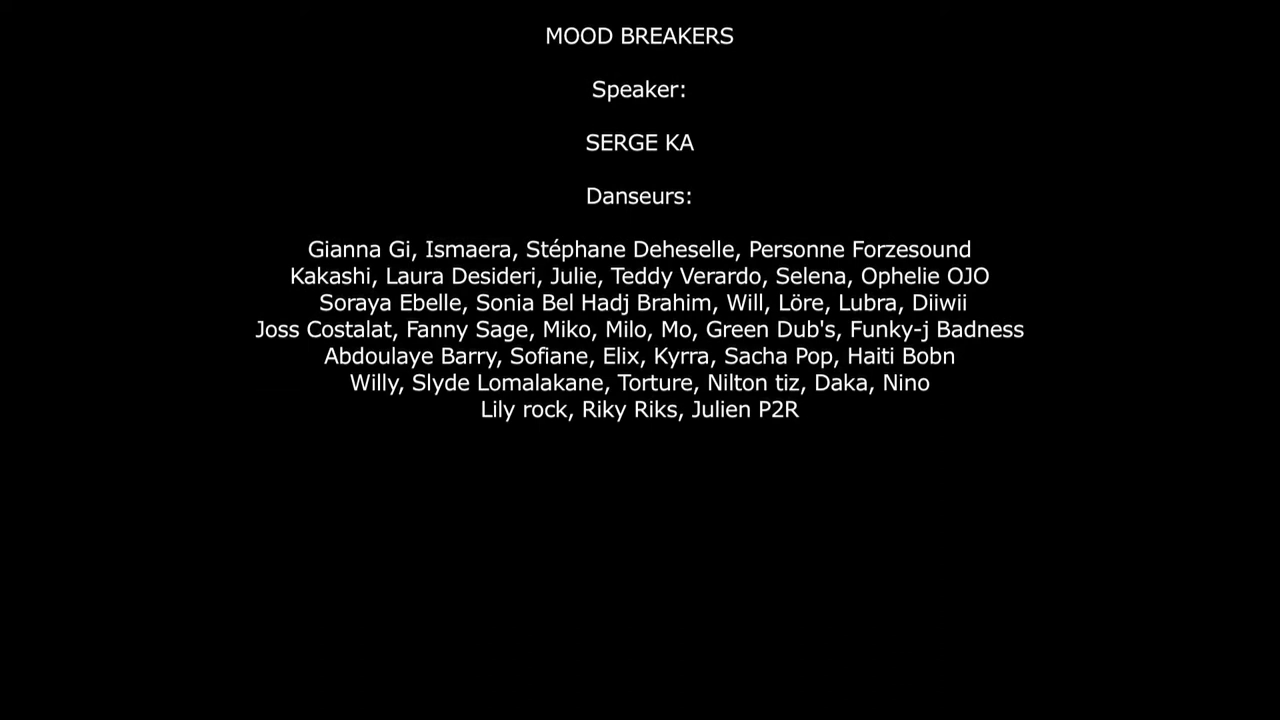 MOOD BREAKERS
Speaker:
SERGE KA
Danseurs:
Gianna Gi, Ismaera, Stéphane Deheselle, Personne Forzesound
Kakashi, Laura Desideri, Julie, Teddy Verardo, Selena, Ophelie OJO
Soraya Ebelle, Sonia Bel Hadj Brahim, Will, Löre, Lubra, Diiwii
Joss Costalat, Fanny Sage, Miko, Milo, Mo, Green Dub's, Funky-j Badness
Abdoulaye Barry, Sofiane, Elix, Kyrra, Sacha Pop, Haiti Bobn
Willy, Slyde Lomalakane, Torture, Nilton tiz, Daka, Nino
Lily rock, Riky Riks, Julien P2R